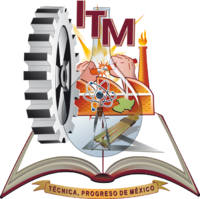 ITM
TÉCNICA, PROGRESO DE MÉXICO